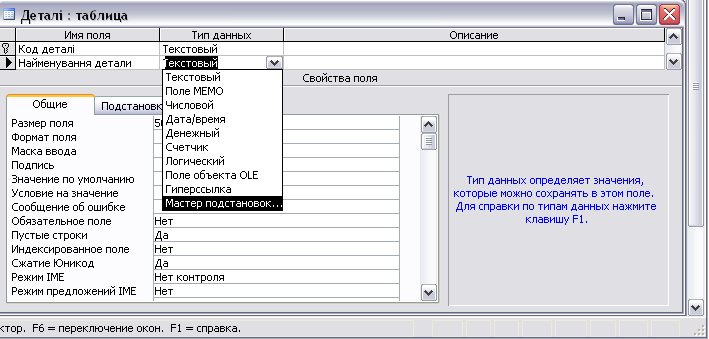 Деталі : таблица
Имя поля Тип данных Описание
Код деталі Текстовый
Найменування детали Текстовый
Свойства поля
Текстовый
Поле МЕМО
Числовой
Дата/время
Денежный
Счетчик
Логический
Поле объекта OLE
Гиперссылка
Мастер подстановок...
Общие Подстановк
Размер поля 50
Формат поля
Маска ввода
Подпись
Значение по умолчанию
Условие на значение
Сообщение об ошибке
Обязательное поле Нет
Пустые строки Да
Индексированное поле Нет
Сжатие Юникод Да
Режим IME Нет контроля
Режим предложений IME Нет
Тип данных определяет значения,
которые можно сохранять в этом поле.
Для справки по типам данных нажмите
клавишу F1.
ктор. F6 = переключение окон. F1 = справка.